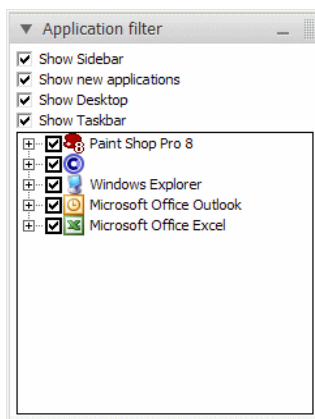 Application filter
Show Sidebar
Show new applications
Show Desktop
Show Taskbar
Paint Shop Pro 8
Windows Explorer
Microsoft Office Outlook
Microsoft Office Excel